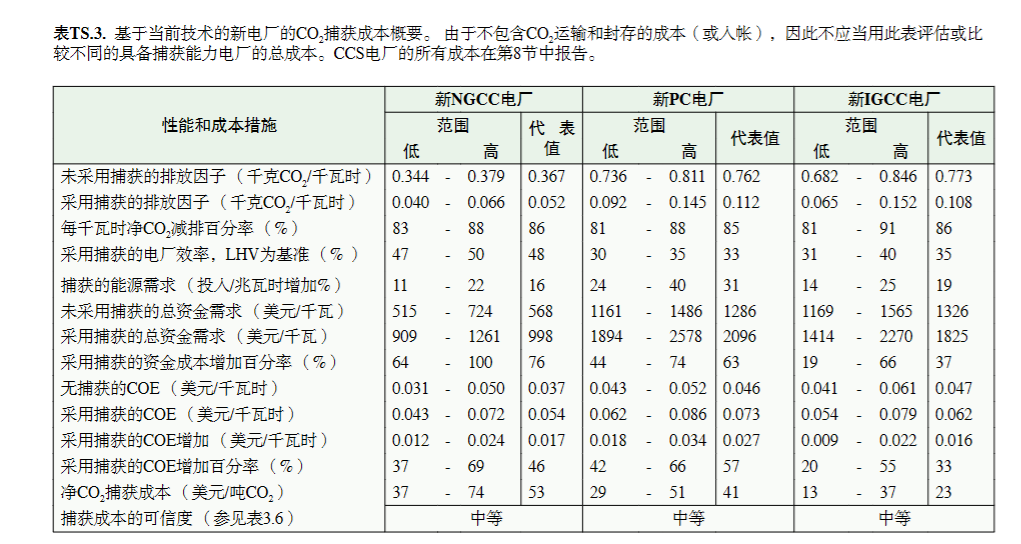 表TS.3. 基于当前技术的新电厂的CO2捕获成本概要。由于不包含CO2运输和封存的成本（或入帐），因此不应当用此表评估或比
较不同的具备捕获能力电厂的总成本。CCS电厂的所有成本在第8节中报告。
性能和成本措施 新NGCC电厂 新PC电厂 新IGCC电厂
范围 代表值 范围 代表值 范围 代表值
低 高 低 高 低 高
未采用捕获的排放因子（千克CO2/千瓦时） 0.344 - 0.379 0.367 0.736 - 0.811 0.762 0.682 - 0.846 0.773
采用捕获的排放因子（千克CO2/千瓦时） 0.040 - 0.066 0.052 0.092 - 0.145 0.112 0.065 - 0.152 0.108
每千瓦时净CO2减排百分率（%） 83 - 88 86 81 - 88 85 81 - 91 86
采用捕获的电厂效率，LHV为基准（% ） 47 - 50 48 30 - 35 33 31 - 40 35
捕获的能源需求（投入/兆瓦时增加%） 11 - 22 16 24 - 40 31 14 - 25 19
未采用捕获的总资金需求（美元/千瓦） 515 - 724 568 1161 - 1486 1286 1169 - 1565 1326
采用捕获的总资金需求（美元/千瓦） 909 - 1261 998 1894 - 2578 2096 1414 - 2270 1825
采用捕获的资金成本增加百分率（%） 64 - 100 76 44 - 74 63 19 - 66 37
无捕获的COE（美元/千瓦时） 0.031 - 0.050 0.037 0.043 - 0.052 0.046 0.041 - 0.061 0.047
采用捕获的COE（美元/千瓦时） 0.043 - 0.072 0.054 0.062 - 0.086 0.073 0.054 - 0.079 0.062
采用捕获的COE增加（美元/千瓦时） 0.012 - 0.024 0.017 0.018 - 0.034 0.027 0.009 - 0.022 0.016
采用捕获的COE增加百分率（%） 37 - 69 46 42 - 66 57 20 - 55 33
净CO2捕获成本（美元/吨CO2） 37 - 74 53 29 - 51 41 13 - 37 23
捕获成本的可信度（参见表3.6） 中等 中等 中等